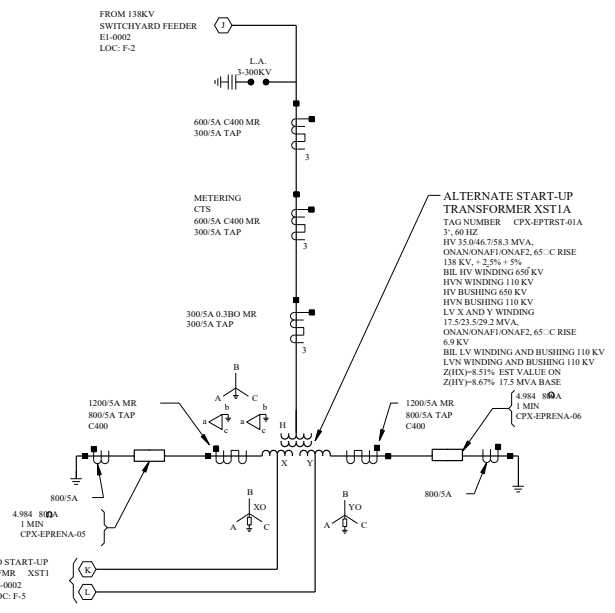 FROM 138KV
SWITCHYARD FEEDER
E1-0002
LOC: F-2
J
L.A.
3-300KV
600/5A C400 MR
300/5A TAP
3
METERING
CTS
600/5A C400 MR
300/5A TAP
3
300/5A 0.3BO MR
300/5A TAP
3
ALTERNATE START-UP
TRANSFORMER XST1A
TAG NUMBER CPX-EPTRST-01A
3', 60 HZ
HV 35.0/46.7/58.3 MVA,
ONAN/ONAF1/ONAF2, 65□C RISE
138 KV, + 2.5% + 5%
BIL HV WINDING 650 KV
HVN WINDING 110 KV
HV BUSHING 650 KV
HVN BUSHING 110 KV
LV X AND Y WINDING
17.5/23.5/29.2 MVA,
ONAN/ONAF1/ONAF2, 65□C RISE
6.9 KV
BIL LV WINDING AND BUSHING 110 KV
LVN WINDING AND BUSHING 110 KV
Z(HX)=8.51% EST VALUE ON
Z(HY)=8.67% 17.5 MVA BASE
B
A C
b b
a c a c
H
X Y
1200/5A MR
800/5A TAP
C400
1200/5A MR
800/5A TAP
C400
4.984 Ω 800A
1 MIN
CPX-EPRENA-06
800/5A
800/5A
4.984 Ω 800A
1 MIN
CPX-EPRENA-05
B
XO
A C
B
YO
A C
O START-UP
FMR XST1
-0002
OC: F-5
K
L